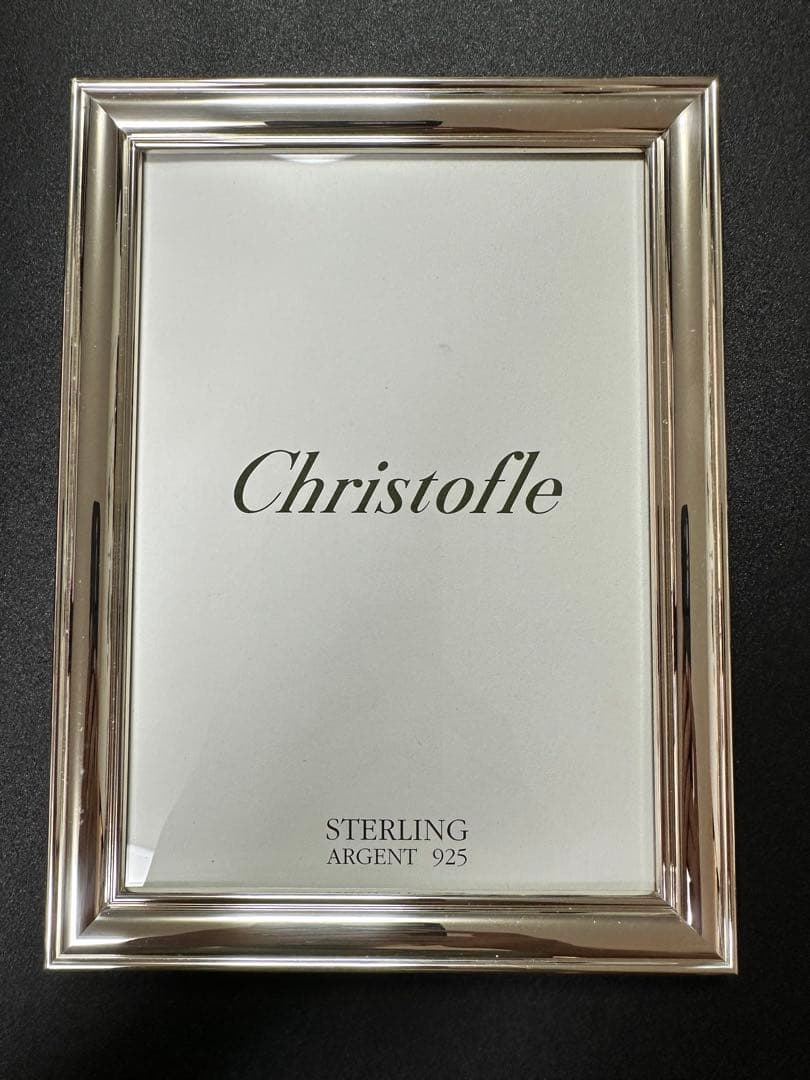 Christofle
STERLING
ARGENT 925